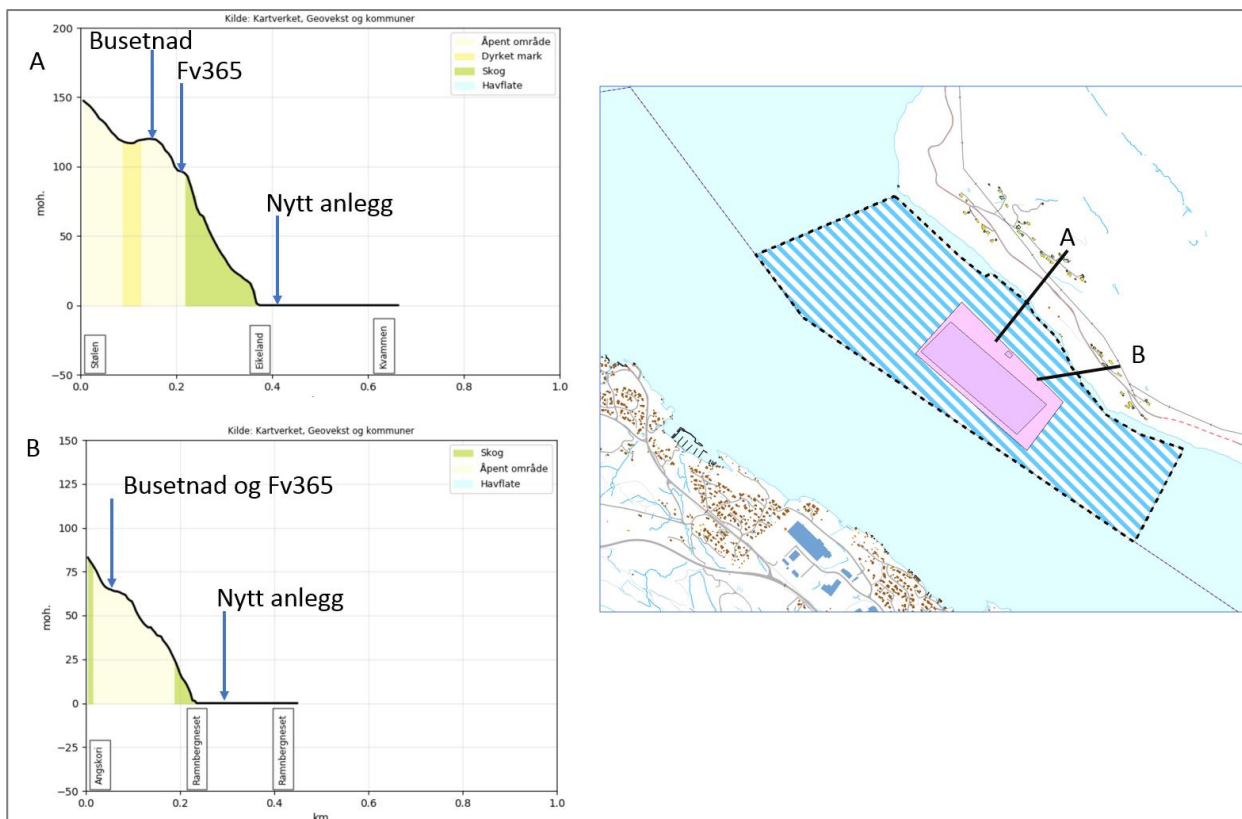 A
Kilde: Kartverket, Geovekst og kommuner
200
150
100
50
0
−50
moh.
Busetnad
Fv365
Nytt anlegg
Åpent område
Dyrket mark
Skog
Havflate
Stølen
Eikeland
Kvammen
0.0 0.2 0.4 0.6 0.8 1.0
B
Kilde: Kartverket, Geovekst og kommuner
150
125
100
75
50
25
0
−25
−50
moh.
Busetnad og Fv365
Nytt anlegg
Skog
Åpent område
Havflate
Angskori
Ramnbergneset
Ramnbergneset
0.0 0.2 0.4 0.6 0.8 1.0
km
A
B